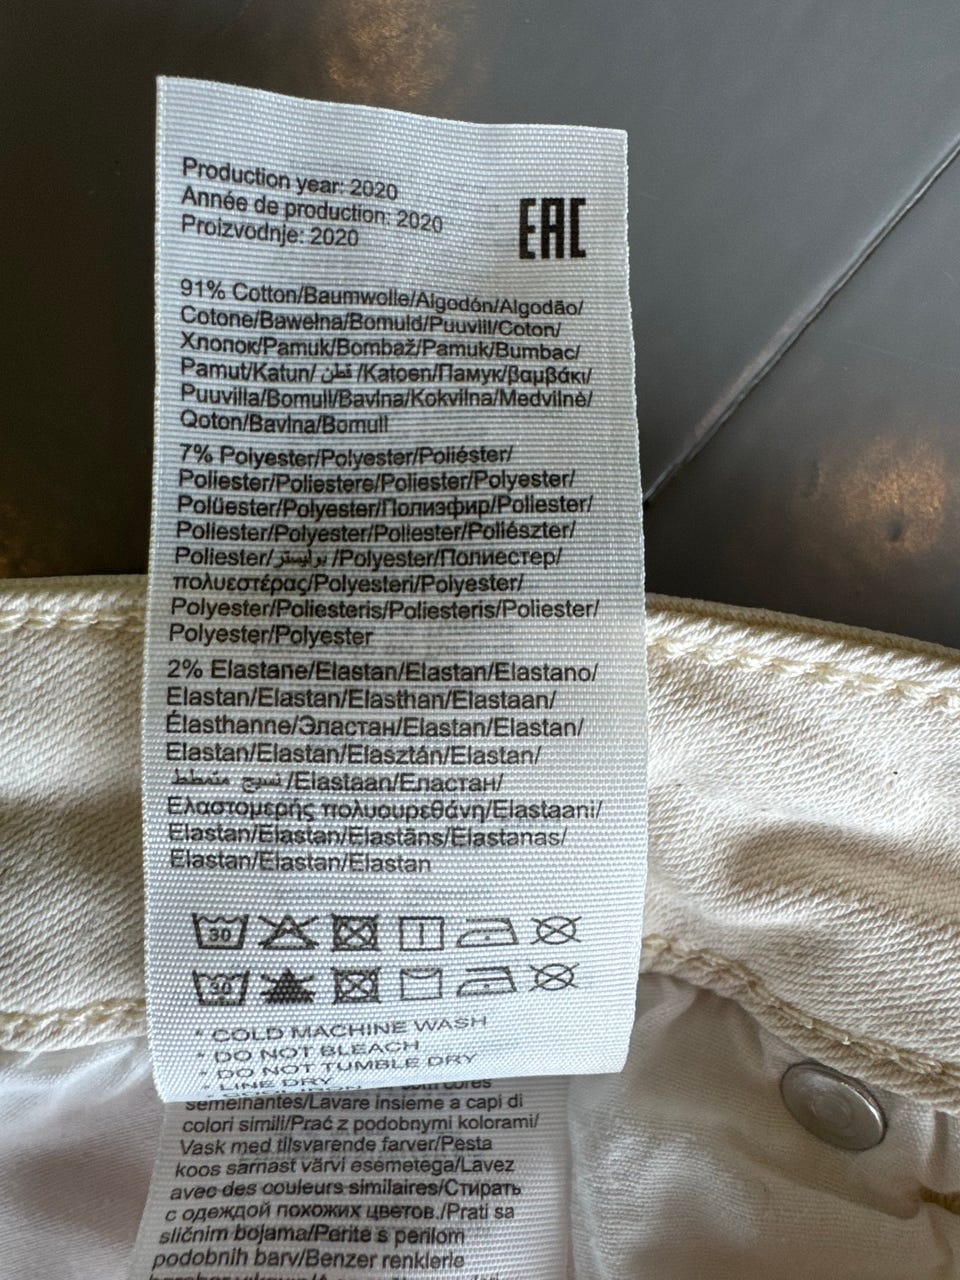 Production year: 2020
Année de production: 2020
Proizvodnje: 2020
EAC
91% Cotton/Baumwolle/Algodón/Algodão/
Cotone/Bawełna/Bomuld/Puuvill/Coton/
Хлопок/Pamuk/Bombaž/Pamuk/Bumbac/
Pamut/Katun/ قطن /Katoen/Памук/βαμβάκι/
Puuvilla/Bomull/Bavlna/Kokvilna/Medvilnė/
Qoton/Bavlna/Bomull
7% Polyester/Polyester/Poliéster/
Poliester/Poliestere/Poliester/Polyester/
Polüester/Polyester/Полиэфир/Poliester/
Poliester/Polyester/Poliester/Poliészter/
Poliester/ بوليستر /Polyester/Полиестер/
πολυεστέρας/Polyesteri/Polyester/
Polyester/Poliesteris/Poliesteris/Poliester/
Polyester/Polyester
2% Elastane/Elastan/Elastan/Elastano/
Elastan/Elastan/Elasthan/Elastaan/
Élasthanne/Эластан/Elastan/Elastan/
Elastan/Elastan/Elasztán/Elastan/
نسيج متمطط /Elastaan/Еластан/
Ελαστομερής πολυουρεθάνη/Elastaani/
Elastan/Elastan/Elastāns/Elastanas/
Elastan/Elastan/Elastan
30
30
* COLD MACHINE WASH
* DO NOT BLEACH
* DO NOT TUMBLE DRY
* LINE DRY
semelhantes/Lavare insieme a capi di
colori simili/Prać z podobnymi kolorami/
Vask med tilsvarende farver/Pesta
koos sarnast värvi esemetega/Lavez
avec des couleurs similaires/Стирать
с одеждой похожих цветов./Prati sa
sličnim bojama/Perite s perilom
podobnih barv/Benzer renklerle